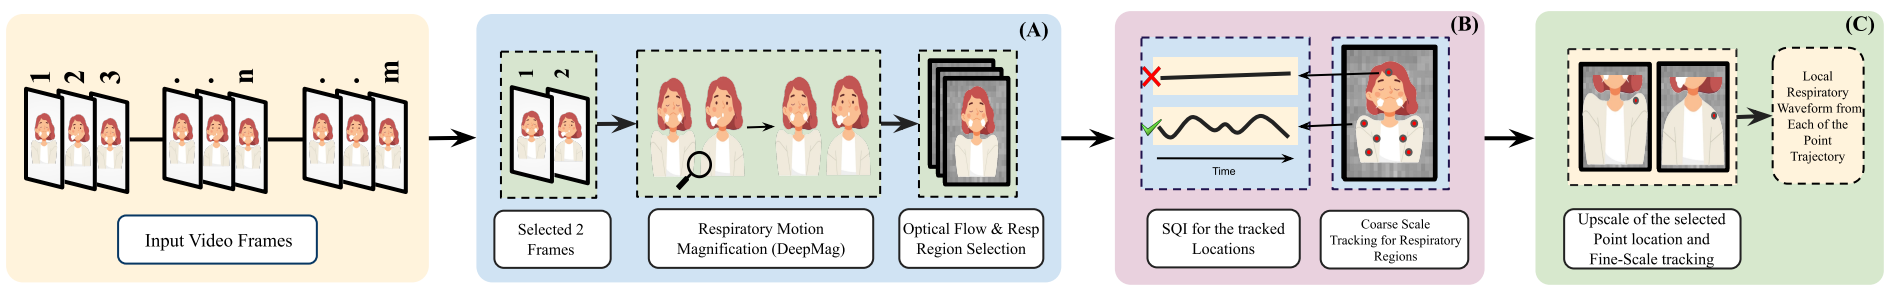 1
2
3
.
.
n
.
.
m
Input Video Frames
(A)
1
2
Selected 2
Frames
Respiratory Motion
Magnification (DeepMag)
Optical Flow & Resp
Region Selection
(B)
Time
SQI for the tracked
Locations
Coarse Scale
Tracking for Respiratory
Regions
(C)
Upscale of the selected
Point location and
Fine-Scale tracking
Local
Respiratory
Waveform from
Each of the
Point
Trajectory